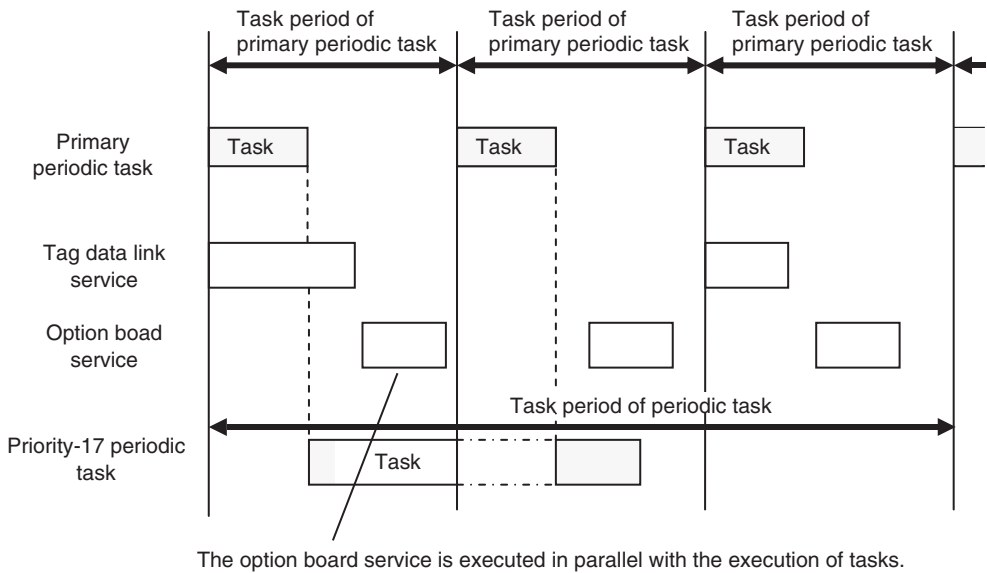 Task period of
primary periodic task
Task period of
primary periodic task
Task period of
primary periodic task
Primary
periodic task
Task
Task
Task
Tag data link
service
Option boad
service
Task period of periodic task
Priority-17 periodic
task
Task
The option board service is executed in parallel with the execution of tasks.